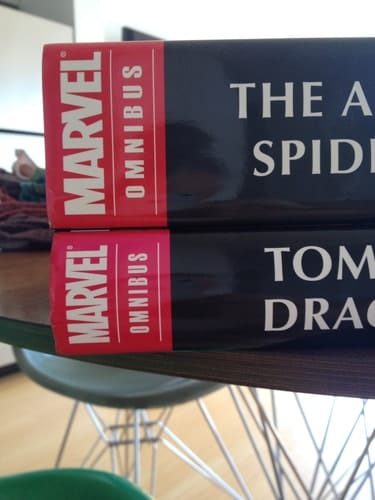 MARVEL®
OMNIBUS
THE A
SPID
MARVEL®
OMNIBUS
TOM
DRAC